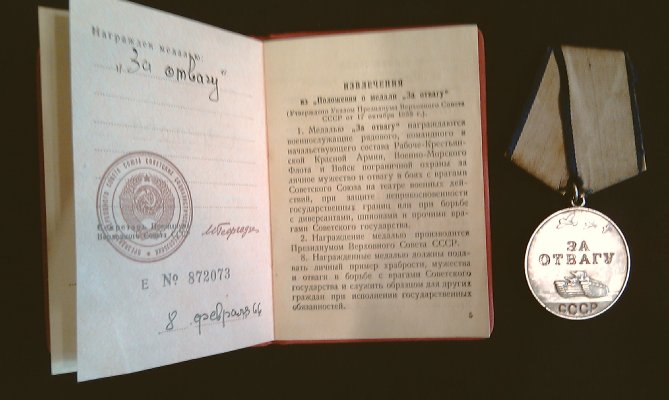 Награжден медалью:
„За отвагу"
Секретарь Президиума
Верховного Совета
МГеоргадзе
Е № 872073
8 февраля 66
ИЗВЛЕЧЕНИЯ
из „Положения о медали „За отвагу"
(Утверждено Указом Президиума Верховного Совета
СССР от 17 октября 1938 г.)
1. Медалью „За отвагу" награждаются
военнослужащие рядового, командного и
начальствующего состава Рабоче-Крестьян-
ской Красной Армии, Военно-Морского
Флота и Войск пограничной охраны за
личное мужество и отвагу в боях с врагами
Советского Союза на театре военных дей-
ствий, при защите неприкосновенности
государственных границ или при борьбе
с диверсантами, шпионами и прочими вра-
гами Советского государства.
2. Награждение медалью производится
Президиумом Верховного Совета СССР.
8. Награжденные медалью должны пода-
вать личный пример храбрости, мужества
и отваги в борьбе с врагами Советского
государства и служить образцом для других
граждан при исполнении государственных
обязанностей.
5
ЗА
ОТВАГУ
СССР